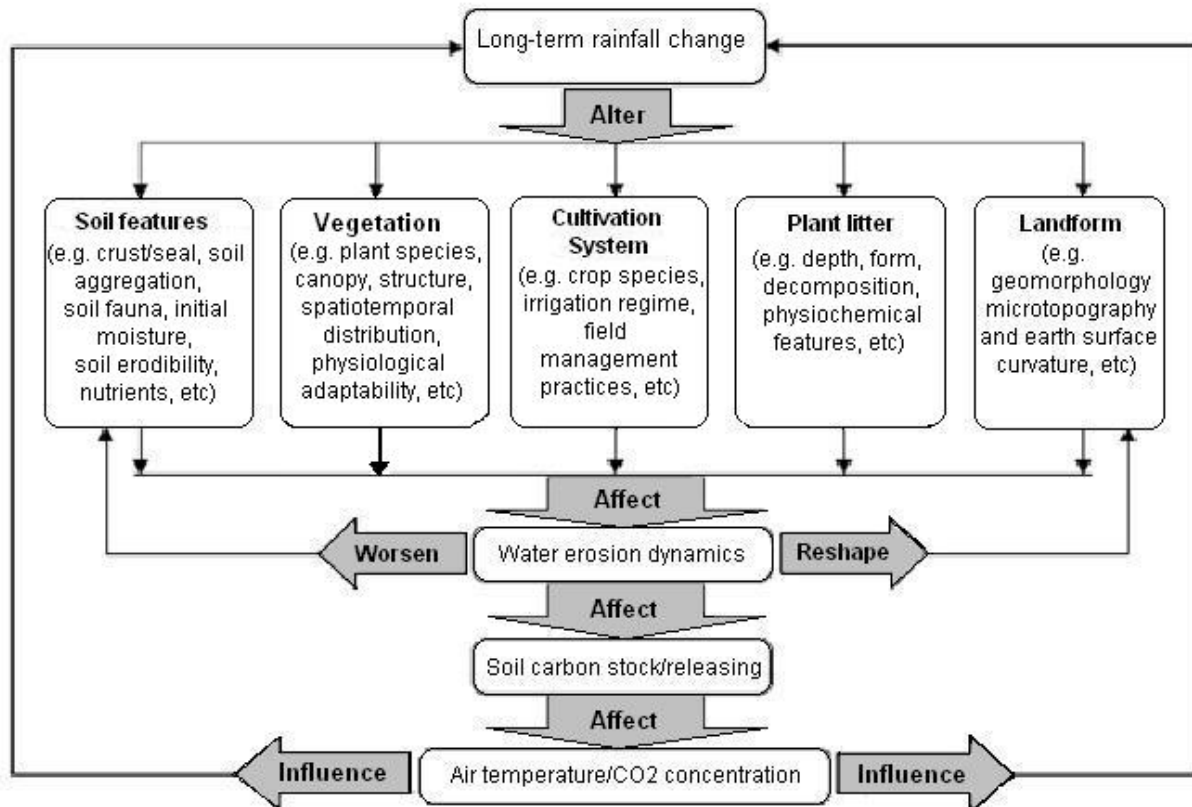 Long-term rainfall change
Alter
Soil features
(e.g. crust/seal, soil
aggregation,
soil fauna, initial
moisture,
soil erodibility,
nutrients, etc)
Vegetation
(e.g. plant species,
canopy, structure,
spatiotemporal
distribution,
physiological
adaptability, etc)
Cultivation
System
(e.g. crop species,
irrigation regime,
field
management
practices, etc)
Plant litter
(e.g. depth, form,
decomposition,
physiochemical
features, etc)
Landform
(e.g.
geomorphology
microtopography
and earth surface
curvature, etc)
Affect
Worsen
Water erosion dynamics
Reshape
Affect
Soil carbon stock/releasing
Affect
Influence
Air temperature/CO2 concentration
Influence